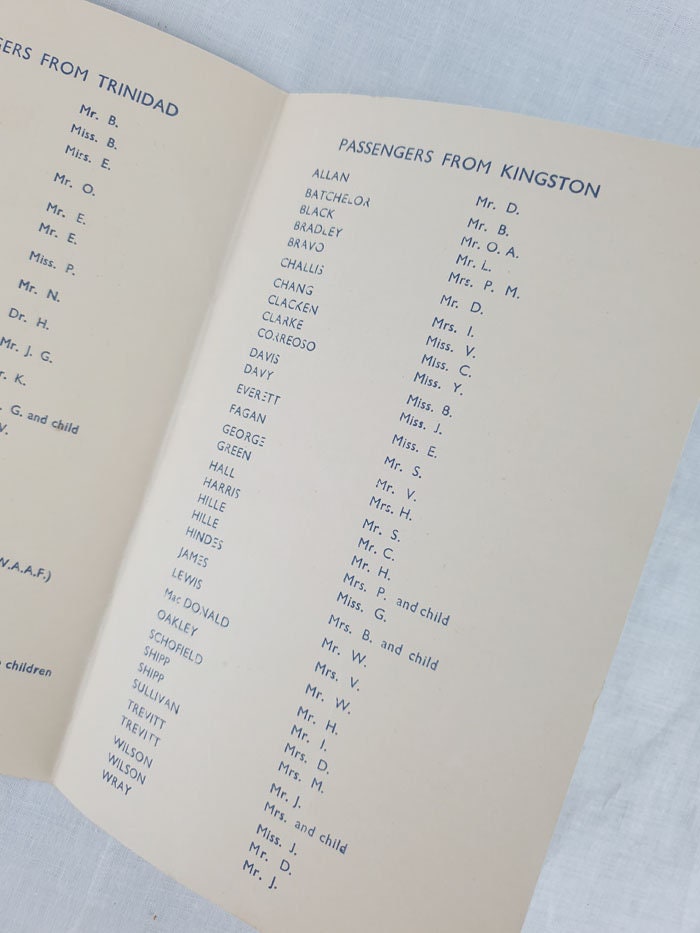 GERS FROM TRINIDAD
Mr. B.
Miss. B.
Mrs. E.
Mr. O.
Mr. E.
Mr. E.
Miss. P.
Mr. N.
Dr. H.
Mr. J. G.
r. K.
. G. and child
V.
W.A.A.F.)
children
PASSENGERS FROM KINGSTON
ALLAN Mr. D.
BATCHELOR Mr. B.
BLACK Mr. O. A.
BRADLEY Mr. L.
BRAVO Mrs. P. M.
CHALLIS Mr. D.
CHANG Mrs. I.
CLACKEN Miss. V.
CLARKE Miss. C.
CORREOSO Miss. Y.
DAVIS Miss. B.
DAVY Miss. J.
EVERETT Miss. E.
FAGAN Mr. S.
GEORGE Mr. V.
GREEN Mrs. H.
HALL Mr. S.
HARRIS Mr. C.
HILLE Mr. H.
HILLE Mrs. P. and child
HINDES Miss. G.
JAMES Mrs. B. and child
LEWIS Mr. W.
MacDONALD Mrs. V.
OAKLEY Mr. W.
SCHOFIELD Mr. H.
SHIPP Mr. I.
SHIPP Mrs. D.
SULLIVAN Mrs. M.
TREVITT Mr. J.
TREVITT Mrs. and child
WILSON Miss. J.
WILSON Mr. D.
WRAY Mr. J.